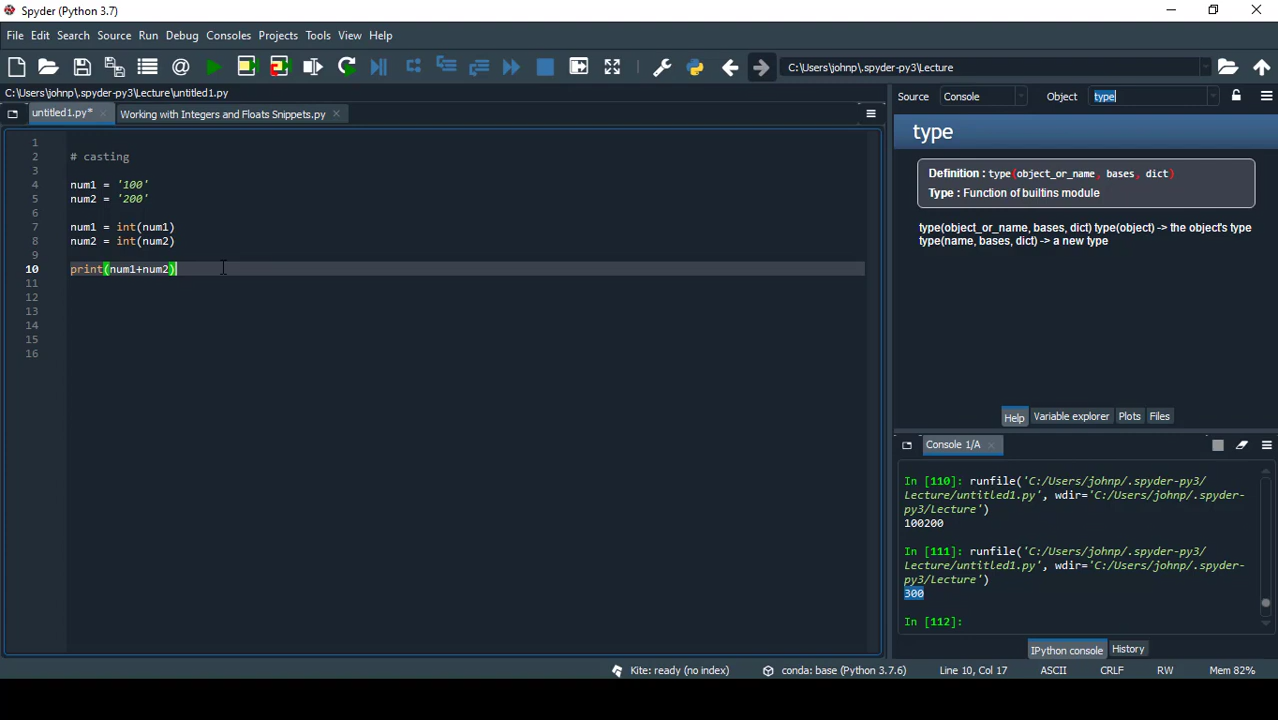 Spyder (Python 3.7)
File Edit Search Source Run Debug Consoles Projects Tools View Help
C:\Users\johnp\.spyder-py3\Lecture
C:\Users\johnp\.spyder-py3\Lecture\untitled1.py
untitled1.py*
Working with Integers and Floats Snippets.py
1
2 # casting
3
4 num1 = '100'
5 num2 = '200'
6
7 num1 = int(num1)
8 num2 = int(num2)
9
10 print(num1+num2)
11
12
13
14
15
16
Source Console Object type
type
Definition : type(object_or_name, bases, dict)
Type : Function of builtins module
type(object_or_name, bases, dict) type(object) -> the object's type
type(name, bases, dict) -> a new type
Help Variable explorer Plots Files
Console 1/A
In [110]: runfile('C:/Users/johnp/.spyder-py3/
Lecture/untitled1.py', wdir='C:/Users/johnp/.spyder-
py3/Lecture')
100200
In [111]: runfile('C:/Users/johnp/.spyder-py3/
Lecture/untitled1.py', wdir='C:/Users/johnp/.spyder-
py3/Lecture')
300
In [112]:
IPython console History
Kite: ready (no index) conda: base (Python 3.7.6) Line 10, Col 17 ASCII CRLF RW Mem 82%